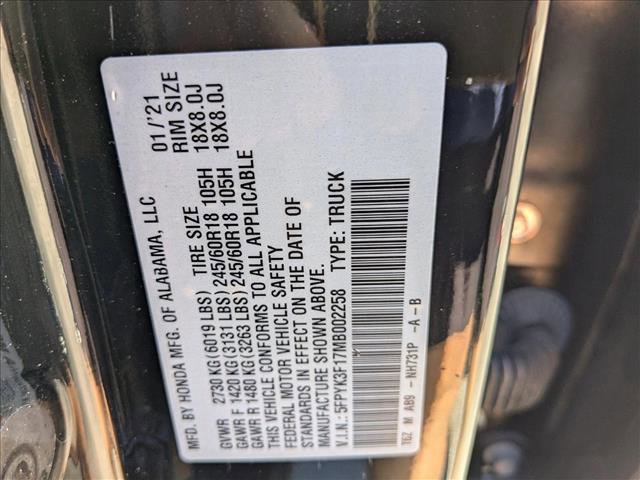 MFD. BY HONDA MFG. OF ALABAMA, LLC 01/'21
TIRE SIZE RIM SIZE
GVWR 2730 KG(6019 LBS)
GAWR F 1420 KG(3131 LBS) 245/60R18 105H 18X8.0J
GAWR R 1480 KG(3263 LBS) 245/60R18 105H 18X8.0J
THIS VEHICLE CONFORMS TO ALL APPLICABLE
FEDERAL MOTOR VEHICLE SAFETY
STANDARDS IN EFFECT ON THE DATE OF
MANUFACTURE SHOWN ABOVE.
V.I.N.: 5FPYK3F17MB002258 TYPE: TRUCK
T6Z M AB9 -NH731P -A -B